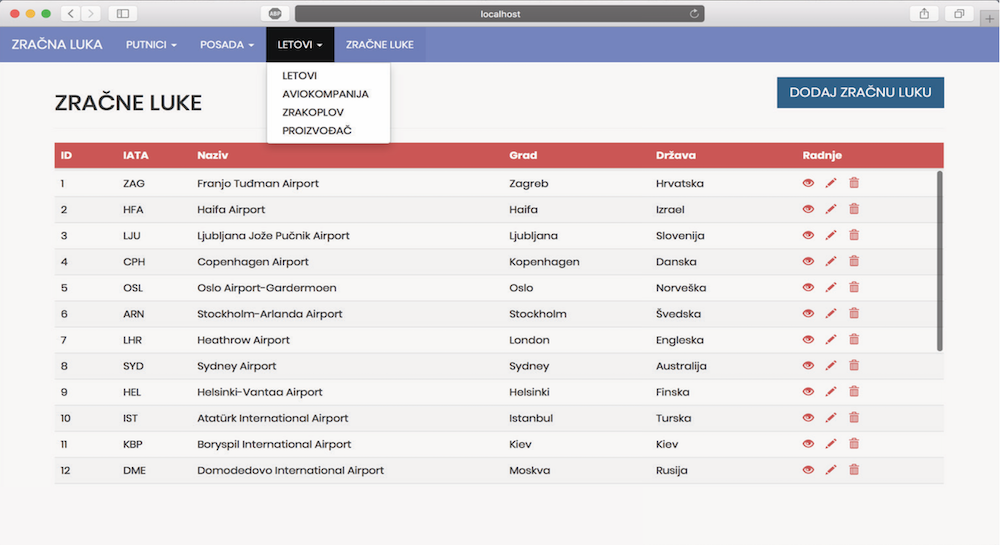 ABP localhost
ZRAČNA LUKA PUTNICI POSADA LETOVI ZRAČNE LUKE
LETOVI
AVIOKOMPANIJA
ZRAKOPLOV
PROIZVOĐAČ
ZRAČNE LUKE
DODAJ ZRAČNU LUKU
ID IATA Naziv Grad Država Radnje
1 ZAG Franjo Tuđman Airport Zagreb Hrvatska
2 HFA Haifa Airport Haifa Izrael
3 LJU Ljubljana Jože Pučnik Airport Ljubljana Slovenija
4 CPH Copenhagen Airport Kopenhagen Danska
5 OSL Oslo Airport-Gardermoen Oslo Norveška
6 ARN Stockholm-Arlanda Airport Stockholm Švedska
7 LHR Heathrow Airport London Engleska
8 SYD Sydney Airport Sydney Australija
9 HEL Helsinki-Vantaa Airport Helsinki Finska
10 IST Atatürk International Airport Istanbul Turska
11 KBP Boryspil International Airport Kiev Kiev
12 DME Domodedovo International Airport Moskva Rusija